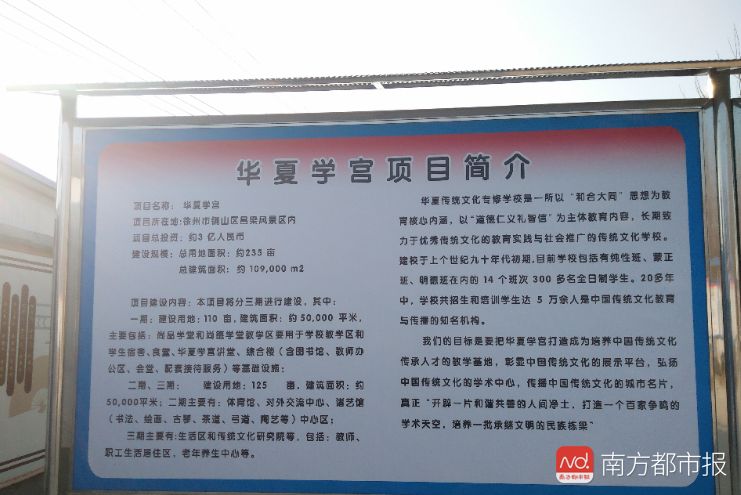 华夏学宫项目简介
项目名称：华夏学宫
项目所在地:徐州市铜山区吕梁风景区内
项目总投资：约3 亿人民币
建设规模：总用地面积：约235 亩
总建筑面积：约 109,000 m2
项目建设内容：本项目将分三期进行建设，其中：
一期：建设用地：110 亩，建筑面积：约 50,000 平米，
主要包括：尚品学堂和尚贤学堂教学区要用于学校教学区和
学生宿舍、食堂、华夏学宫讲堂、综合楼（含图书馆、教师办
公区、会堂、配套接待服务）等基础设施；
二期、三期： 建设用地：125 亩，建筑面积：约
50,000平米；二期主要有：体育馆、对外交流中心、诸艺馆
（书法、绘画、古琴、茶道、弓道、陶艺等）中心区；
三期主要有：生活区和传统文化研究院等，包括：教师、
职工生活居住区，老年养生中心等。
华夏传统文化专修学校是一所以“和合大同”思想为教
育核心内涵，以“道德仁义礼智信”为主体教育内容，长期致
力于优秀传统文化的教育实践与社会推广的传统文化学校。
建校于上个世纪九十年代初期,目前学校包括有纯性班、蒙正
班、明德班在内的 14 个班次 300 多名全日制学生。20多年
中，学校共招生和培训学生达 5 万余人是中国传统文化教育
与传播的知名机构。
我们的目标是要把华夏学宫打造成为培养中国传统文化
传承人才的教学基地，彰显中国传统文化的展示平台，弘扬
中国传统文化的学术中心，传播中国传统文化的城市名片，
真正“开辟一片和谐共善的人间净土，打造一个百家争鸣的
学术天空，培养一批承继文明的民族栋梁”
Nd.
南方都市报
南方都市报